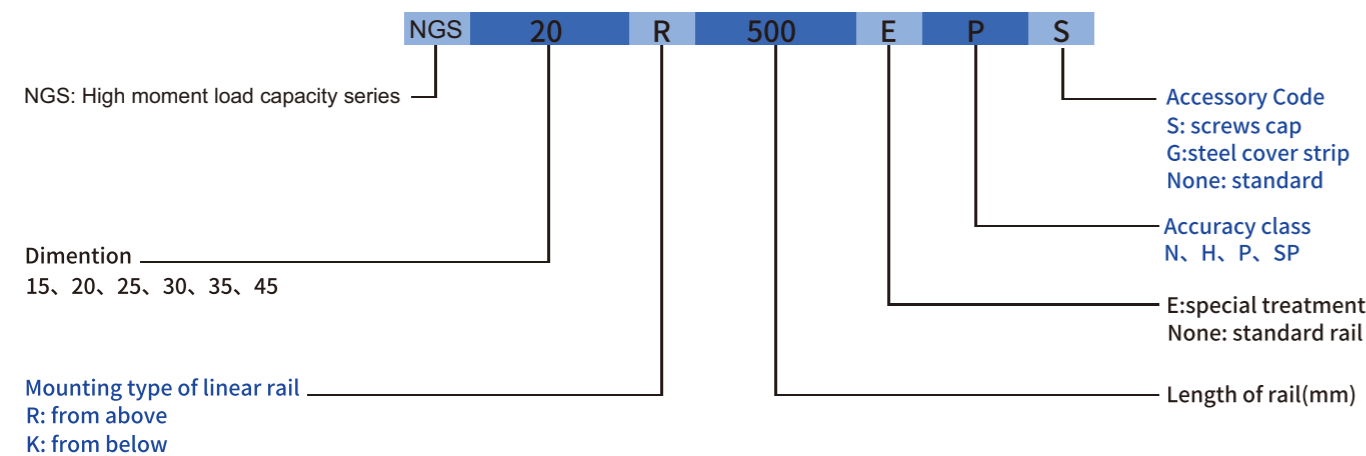 NGS 20 R 500 E P S
NGS: High moment load capacity series
Dimention
15、20、25、30、35、45
Mounting type of linear rail
R: from above
K: from below
Accessory Code
S: screws cap
G:steel cover strip
None: standard
Accuracy class
N、H、P、SP
E:special treatment
None: standard rail
Length of rail(mm)